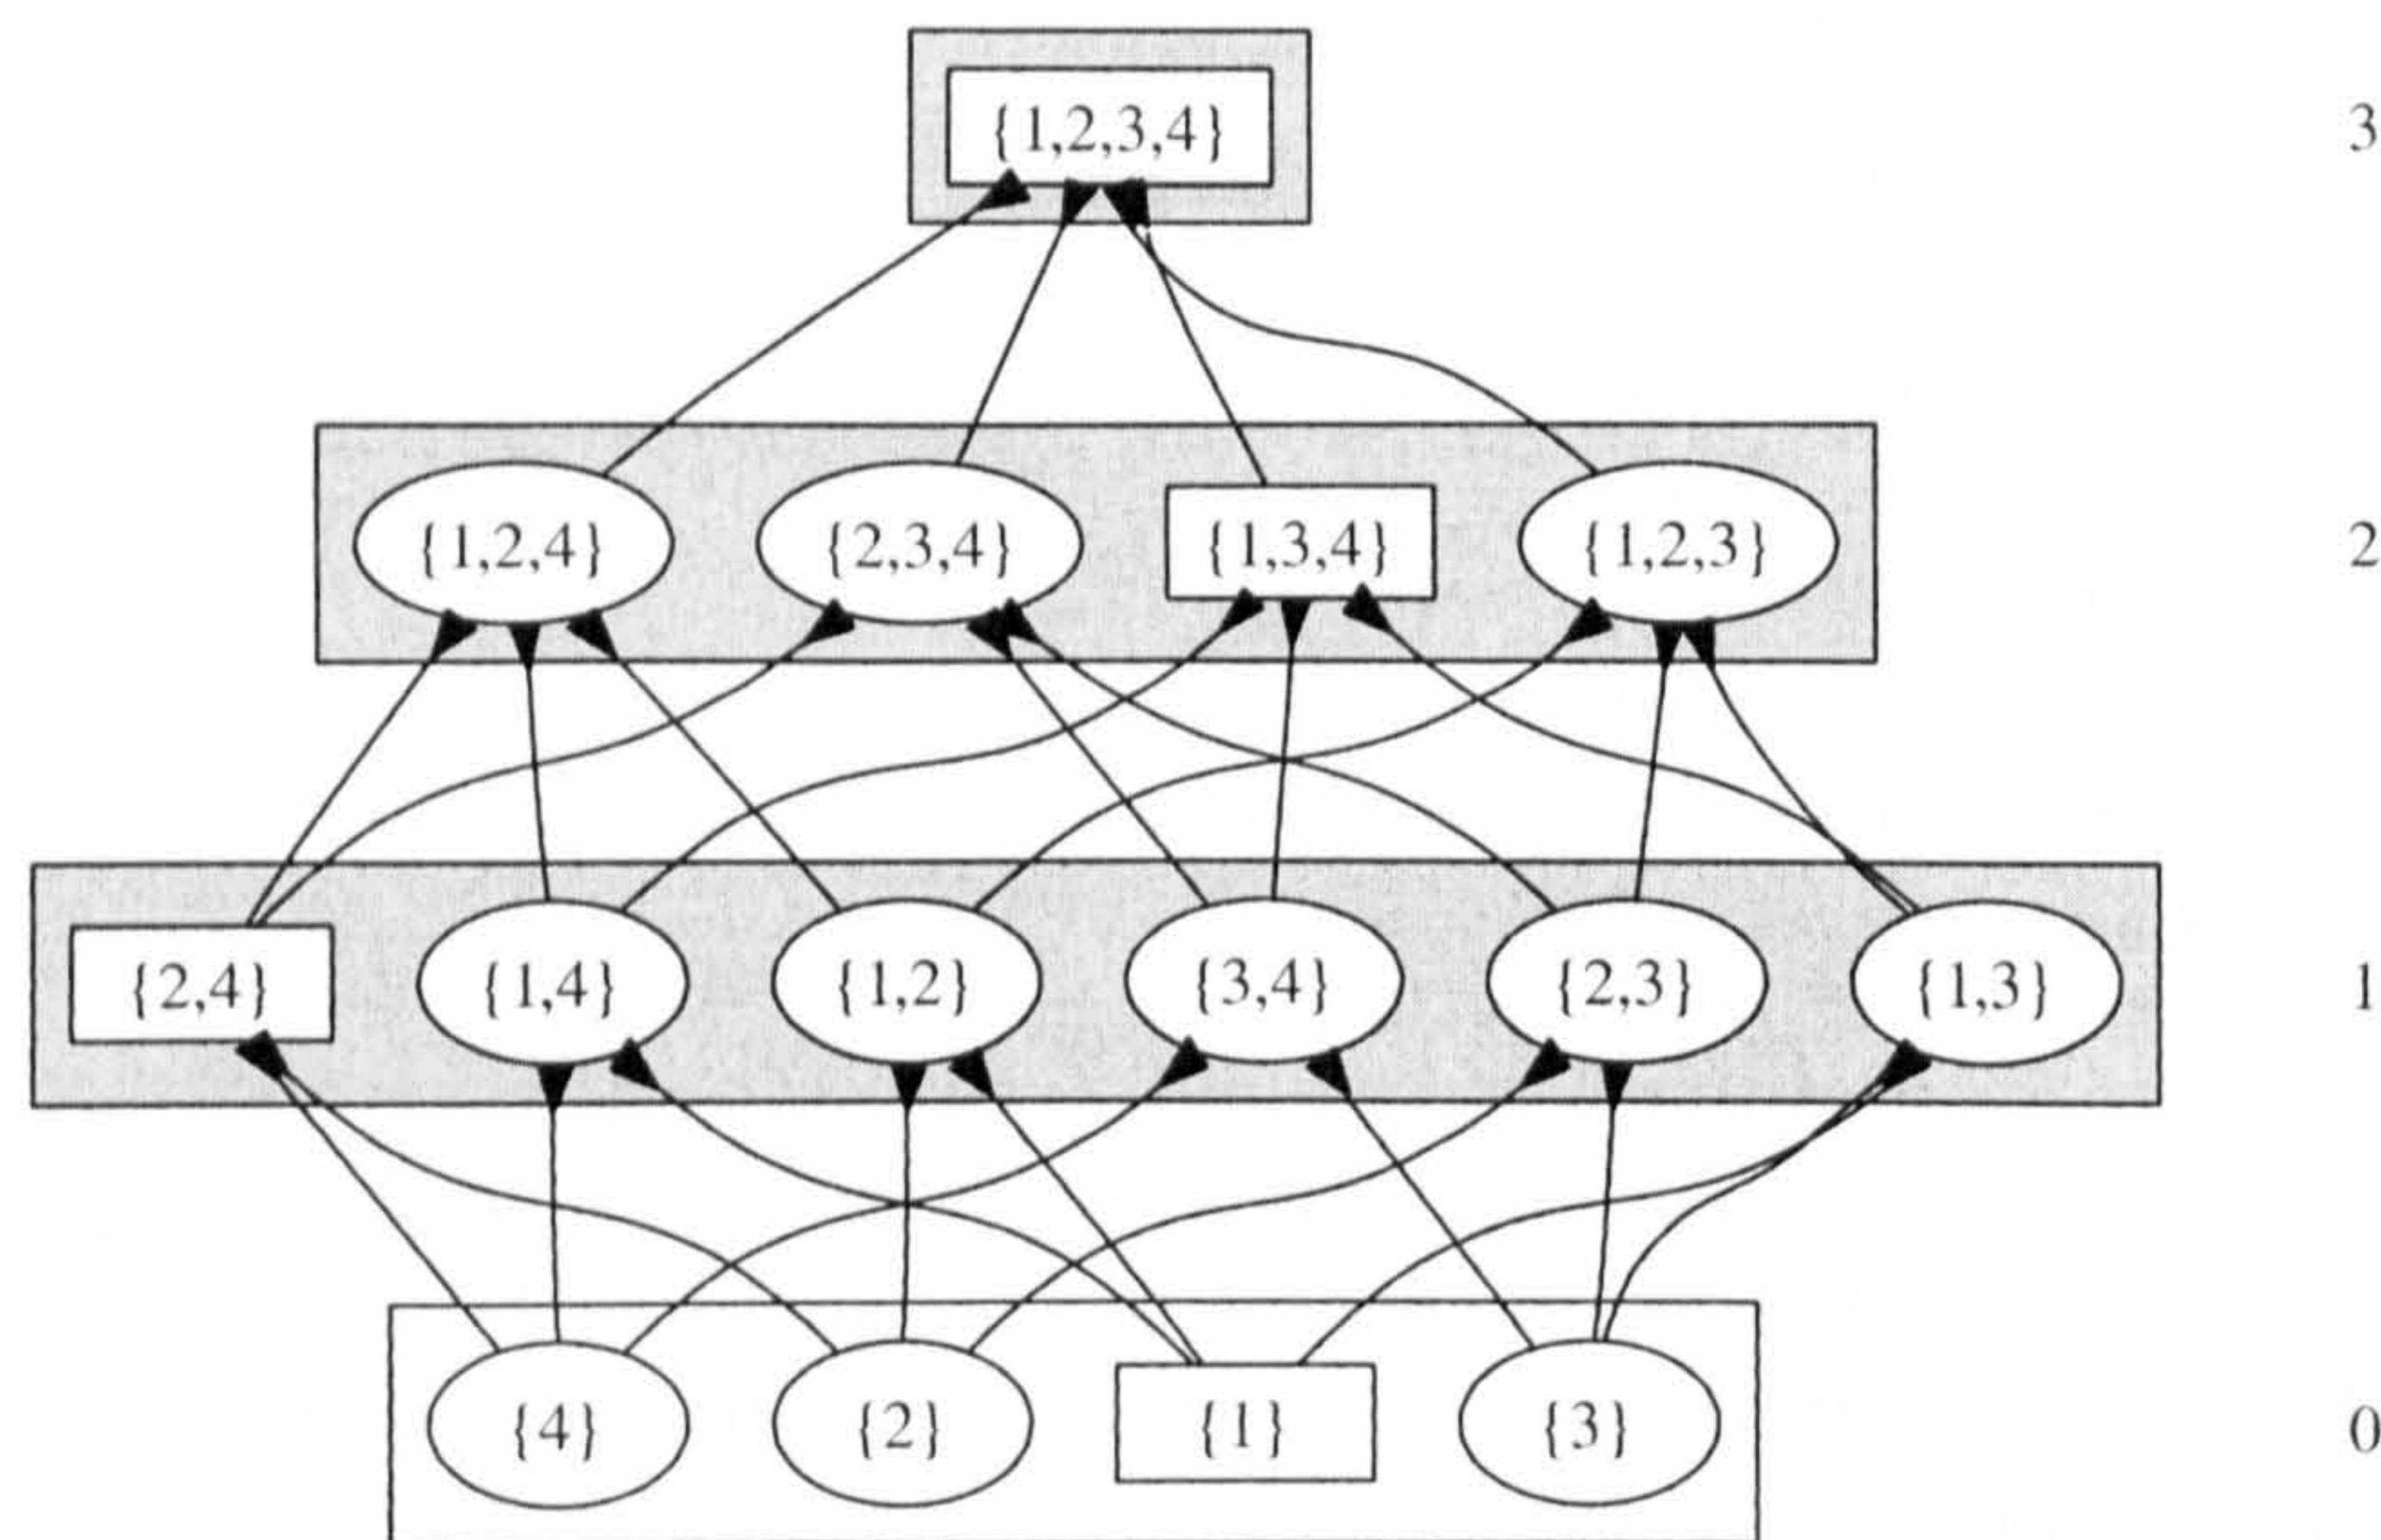 {1,2,3,4} 3
{1,2,4} {2,3,4} {1,3,4} {1,2,3} 2
{2,4} {1,4} {1,2} {3,4} {2,3} {1,3} 1
{4} {2} {1} {3} 0